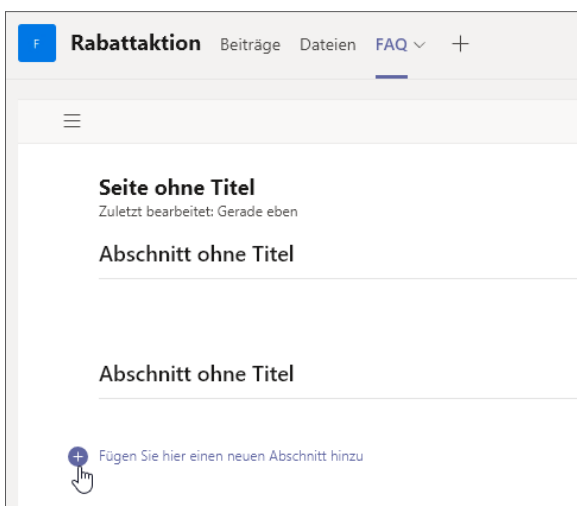 F Rabattaktion Beiträge Dateien FAQ
Seite ohne Titel
Zuletzt bearbeitet: Gerade eben
Abschnitt ohne Titel
Abschnitt ohne Titel
Fügen Sie hier einen neuen Abschnitt hinzu